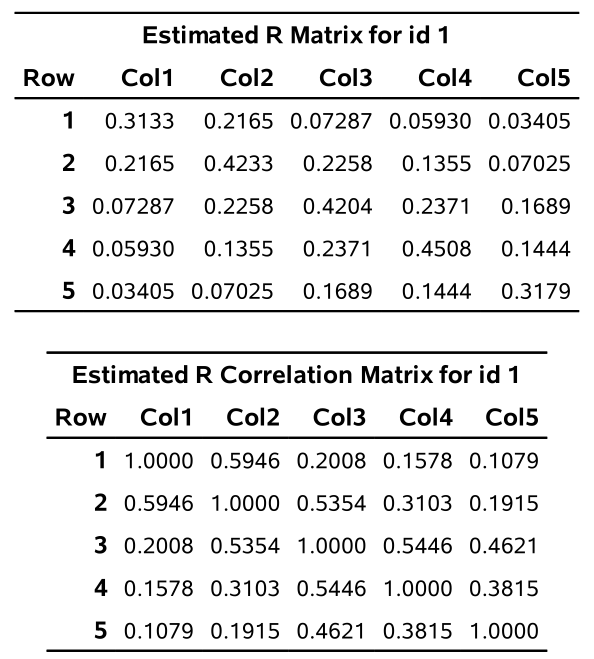 Estimated R Matrix for id 1
Row Col1 Col2 Col3 Col4 Col5
1 0.3133 0.2165 0.07287 0.05930 0.03405
2 0.2165 0.4233 0.2258 0.1355 0.07025
3 0.07287 0.2258 0.4204 0.2371 0.1689
4 0.05930 0.1355 0.2371 0.4508 0.1444
5 0.03405 0.07025 0.1689 0.1444 0.3179
Estimated R Correlation Matrix for id 1
Row Col1 Col2 Col3 Col4 Col5
1 1.0000 0.5946 0.2008 0.1578 0.1079
2 0.5946 1.0000 0.5354 0.3103 0.1915
3 0.2008 0.5354 1.0000 0.5446 0.4621
4 0.1578 0.3103 0.5446 1.0000 0.3815
5 0.1079 0.1915 0.4621 0.3815 1.0000